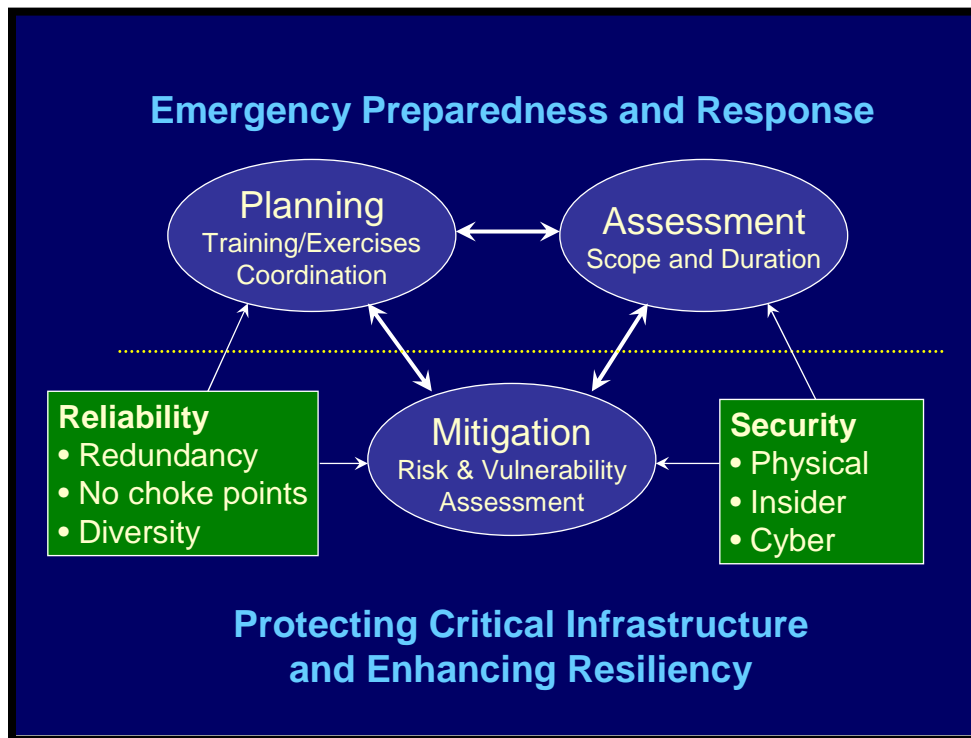 Emergency Preparedness and Response
Planning
Training/Exercises
Coordination
Assessment
Scope and Duration
Reliability
• Redundancy
• No choke points
• Diversity
Mitigation
Risk & Vulnerability
Assessment
Security
• Physical
• Insider
• Cyber
Protecting Critical Infrastructure
and Enhancing Resiliency